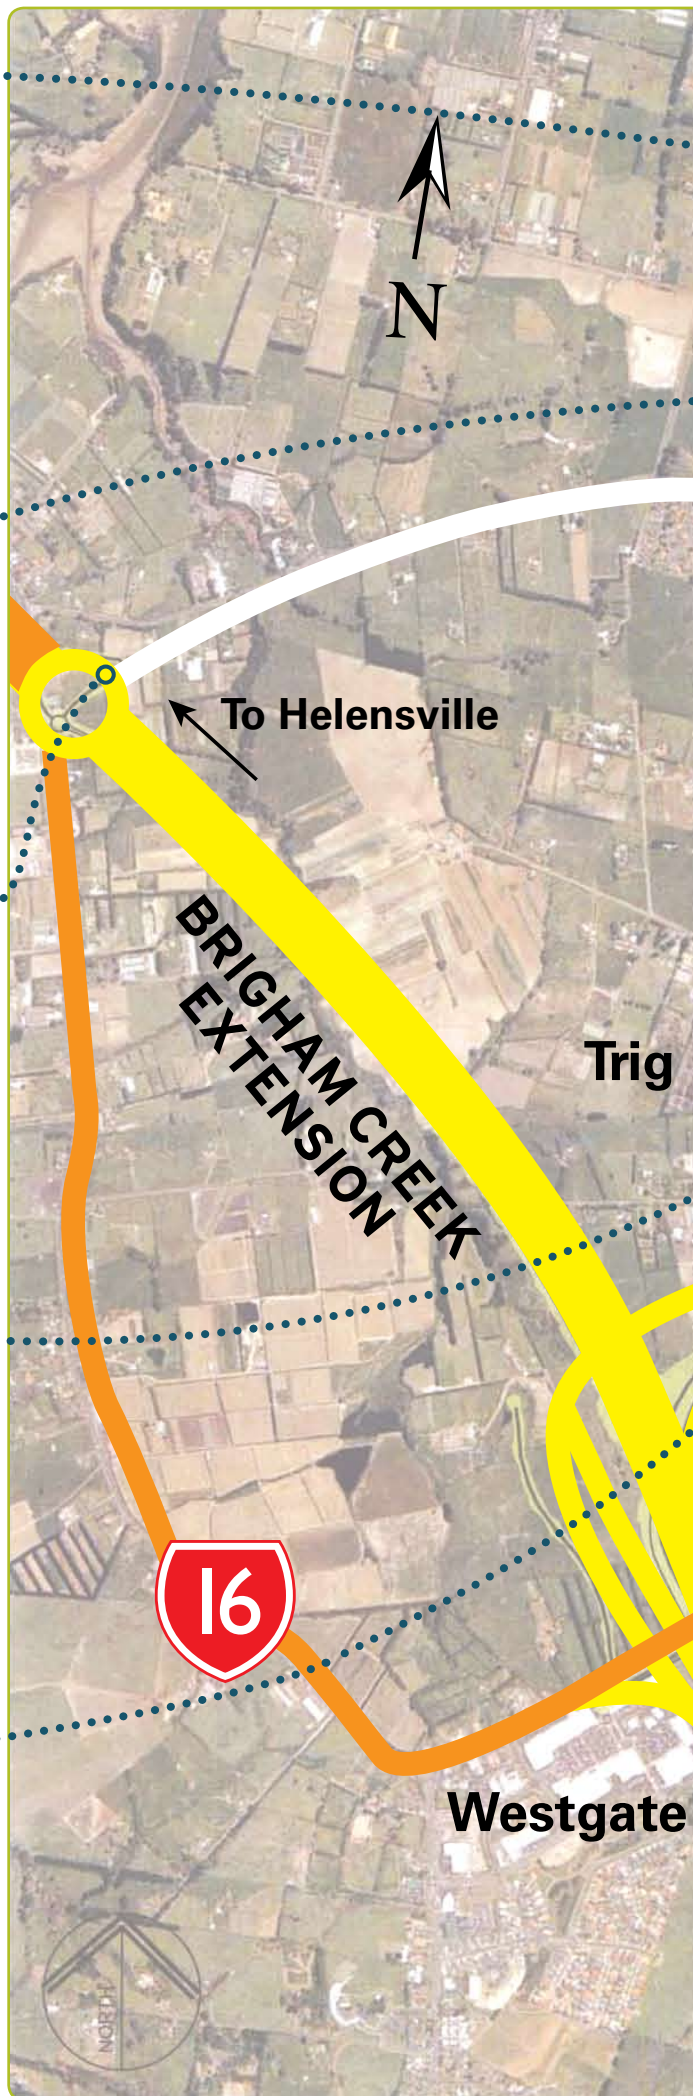 N
To Helensville
BRIGHAM CREEK
EXTENSION
Trig
16
Westgate
NORTH